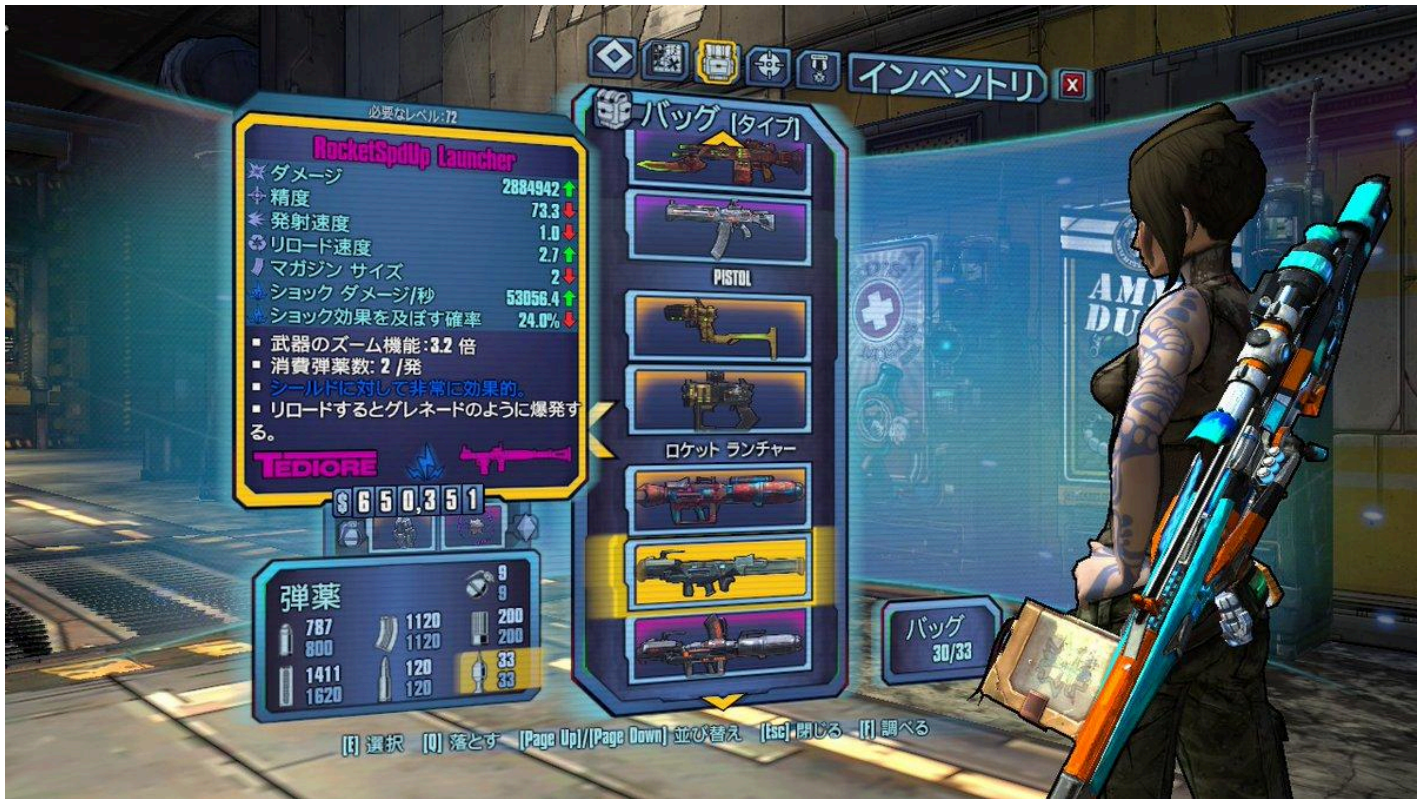 インベントリ
X
必要なレベル:72
RocketSpdUp Launcher
ダメージ 2884942
精度 73.3
発射速度 1.0
リロード速度 2.7
マガジン サイズ 2
ショック ダメージ/秒 53056.4
ショック効果を及ぼす確率 24.0%
武器のズーム機能:3.2 倍
消費弾薬数: 2 /発
シールドに対して非常に効果的。
リロードするとグレネードのように爆発す
る。
TEDIORE
$650,351
バッグ [タイプ]
PISTOL
ロケット ランチャー
弾薬
9
9
787 1120 200
800 1120 200
1411 120 33
1620 120 33
バッグ
30/33
[E] 選択 [Q] 落とす [Page Up]/[Page Down] 並び替え [Esc] 閉じる [F] 調べる